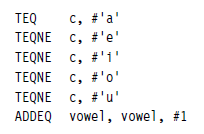 TEQ c, #'a'
TEQNE c, #'e'
TEQNE c, #'i'
TEQNE c, #'o'
TEQNE c, #'u'
ADDEQ vowel, vowel, #1